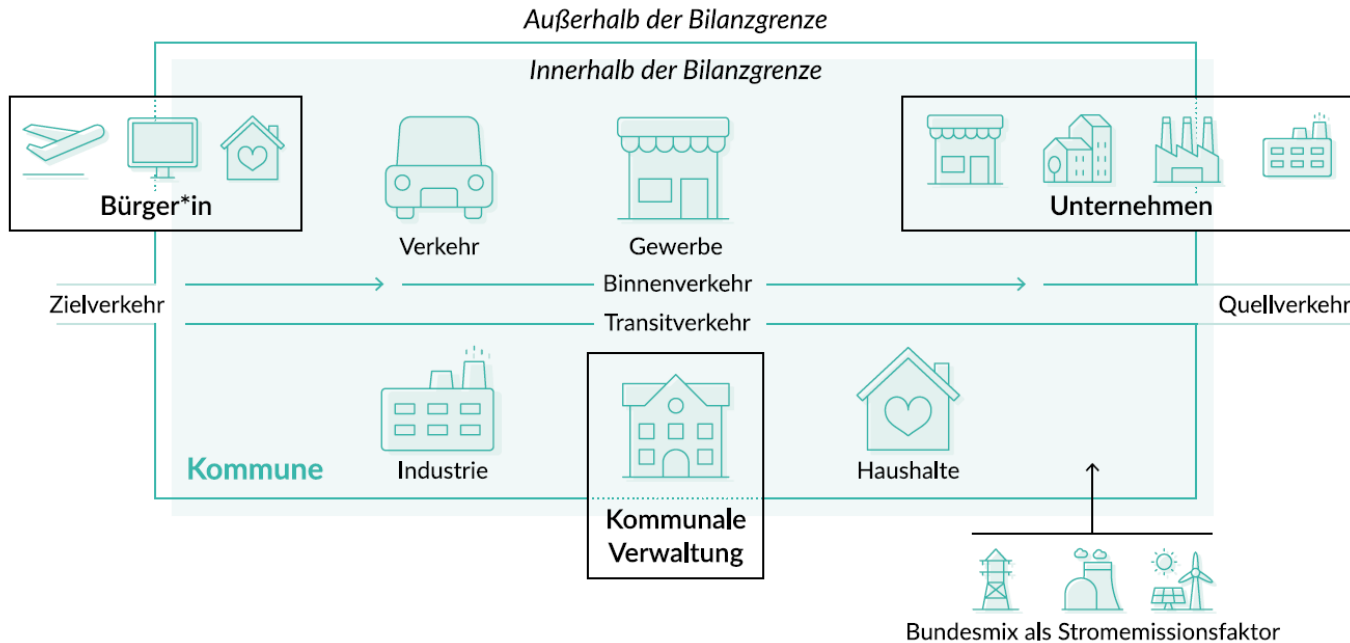 Außerhalb der Bilanzgrenze
Innerhalb der Bilanzgrenze
Bürger*in
Unternehmen
Verkehr
Gewerbe
Binnenverkehr
Zielverkehr
Quellverkehr
Transitverkehr
Kommune
Industrie
Haushalte
Kommunale
Verwaltung
Bundesmix als Stromemissionsfaktor